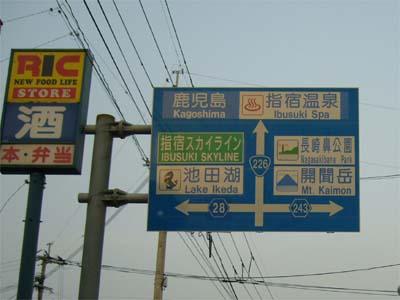 RIC
NEW FOOD LIFE
STORE
酒
本・弁当
鹿児島
Kagoshima
指宿温泉
Ibusuki Spa
指宿スカイライン
IBUSUKI SKYLINE
226
長崎鼻公園
Nagasakibana Park
池田湖
Lake Ikeda
開聞岳
Mt. Kaimon
28
243